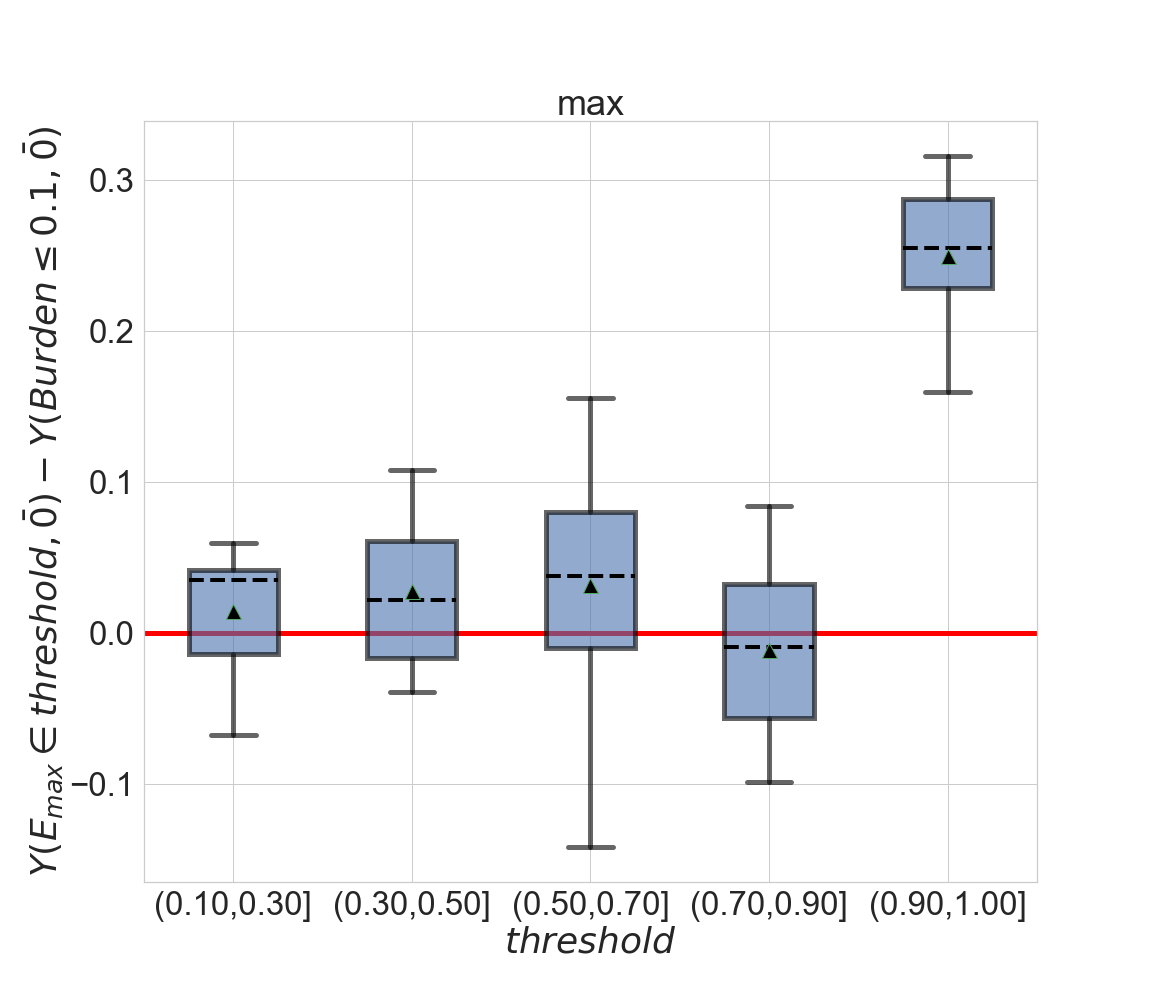 max
Y(E_max ∈ threshold, 0̄) − Y(Burden ≤ 0.1, 0̄)
0.3
0.2
0.1
0.0
−0.1
(0.10,0.30] (0.30,0.50] (0.50,0.70] (0.70,0.90] (0.90,1.00]
threshold